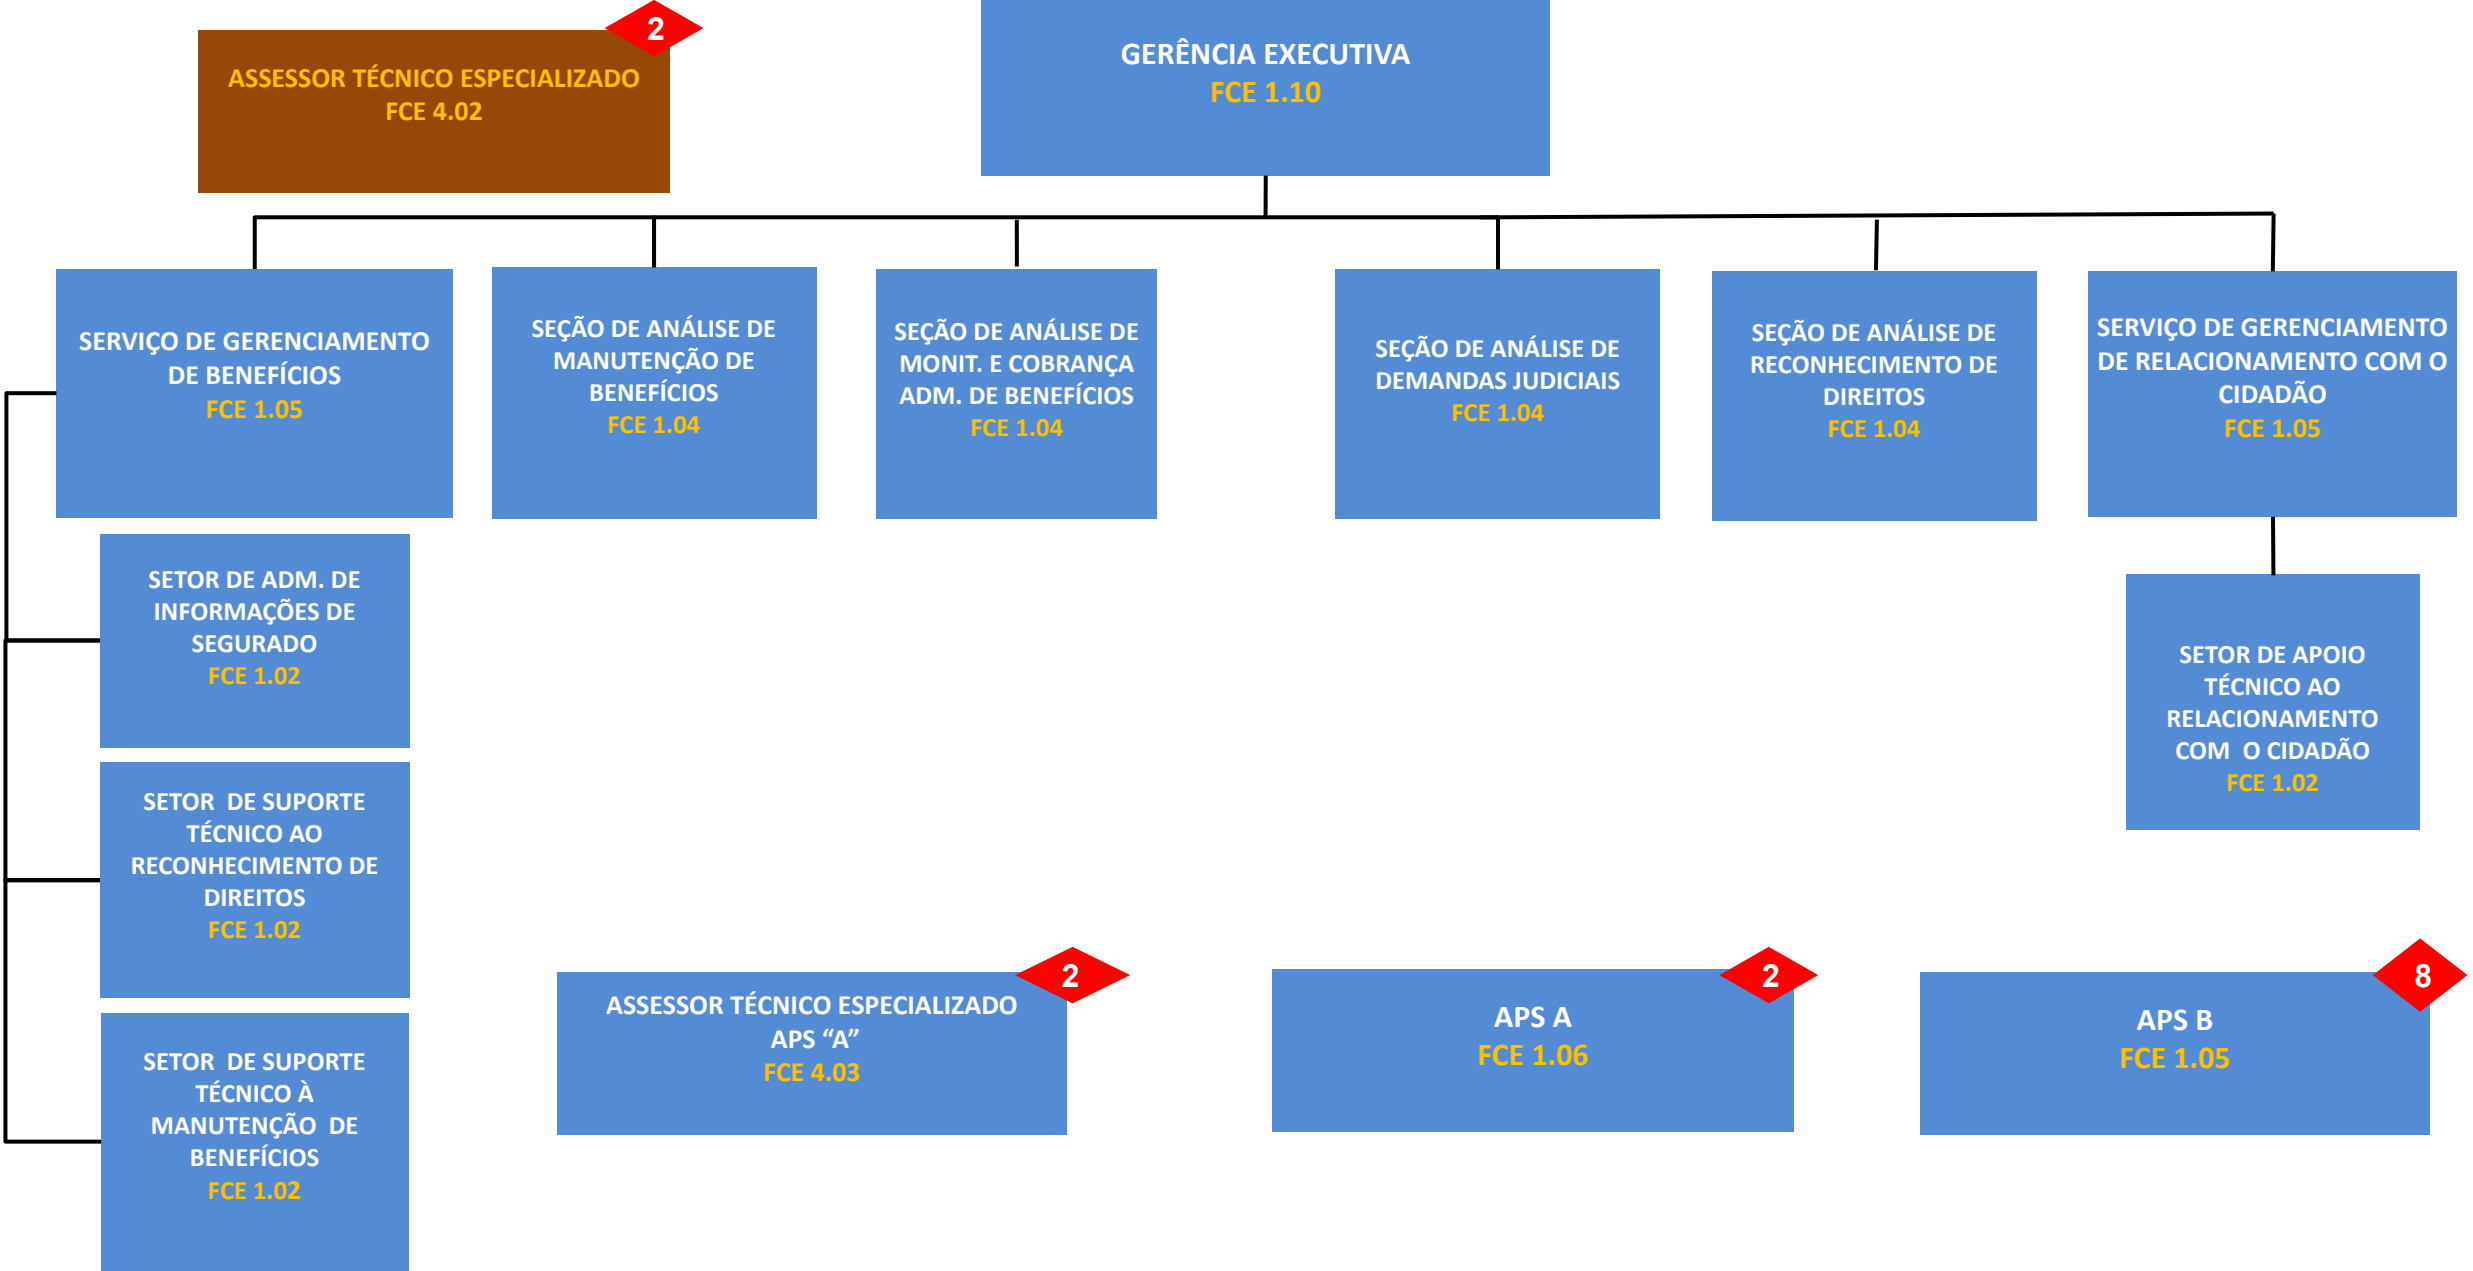 2
ASSESSOR TÉCNICO ESPECIALIZADO
FCE 4.02
GERÊNCIA EXECUTIVA
FCE 1.10
SERVIÇO DE GERENCIAMENTO
DE BENEFÍCIOS
FCE 1.05
SEÇÃO DE ANÁLISE DE
MANUTENÇÃO DE
BENEFÍCIOS
FCE 1.04
SEÇÃO DE ANÁLISE DE
MONIT. E COBRANÇA
ADM. DE BENEFÍCIOS
FCE 1.04
SEÇÃO DE ANÁLISE DE
DEMANDAS JUDICIAIS
FCE 1.04
SEÇÃO DE ANÁLISE DE
RECONHECIMENTO DE
DIREITOS
FCE 1.04
SERVIÇO DE GERENCIAMENTO
DE RELACIONAMENTO COM O
CIDADÃO
FCE 1.05
SETOR DE ADM. DE
INFORMAÇÕES DE
SEGURADO
FCE 1.02
SETOR DE APOIO
TÉCNICO AO
RELACIONAMENTO
COM O CIDADÃO
FCE 1.02
SETOR DE SUPORTE
TÉCNICO AO
RECONHECIMENTO DE
DIREITOS
FCE 1.02
SETOR DE SUPORTE
TÉCNICO À
MANUTENÇÃO DE
BENEFÍCIOS
FCE 1.02
2
ASSESSOR TÉCNICO ESPECIALIZADO
APS “A”
FCE 4.03
2
APS A
FCE 1.06
8
APS B
FCE 1.05